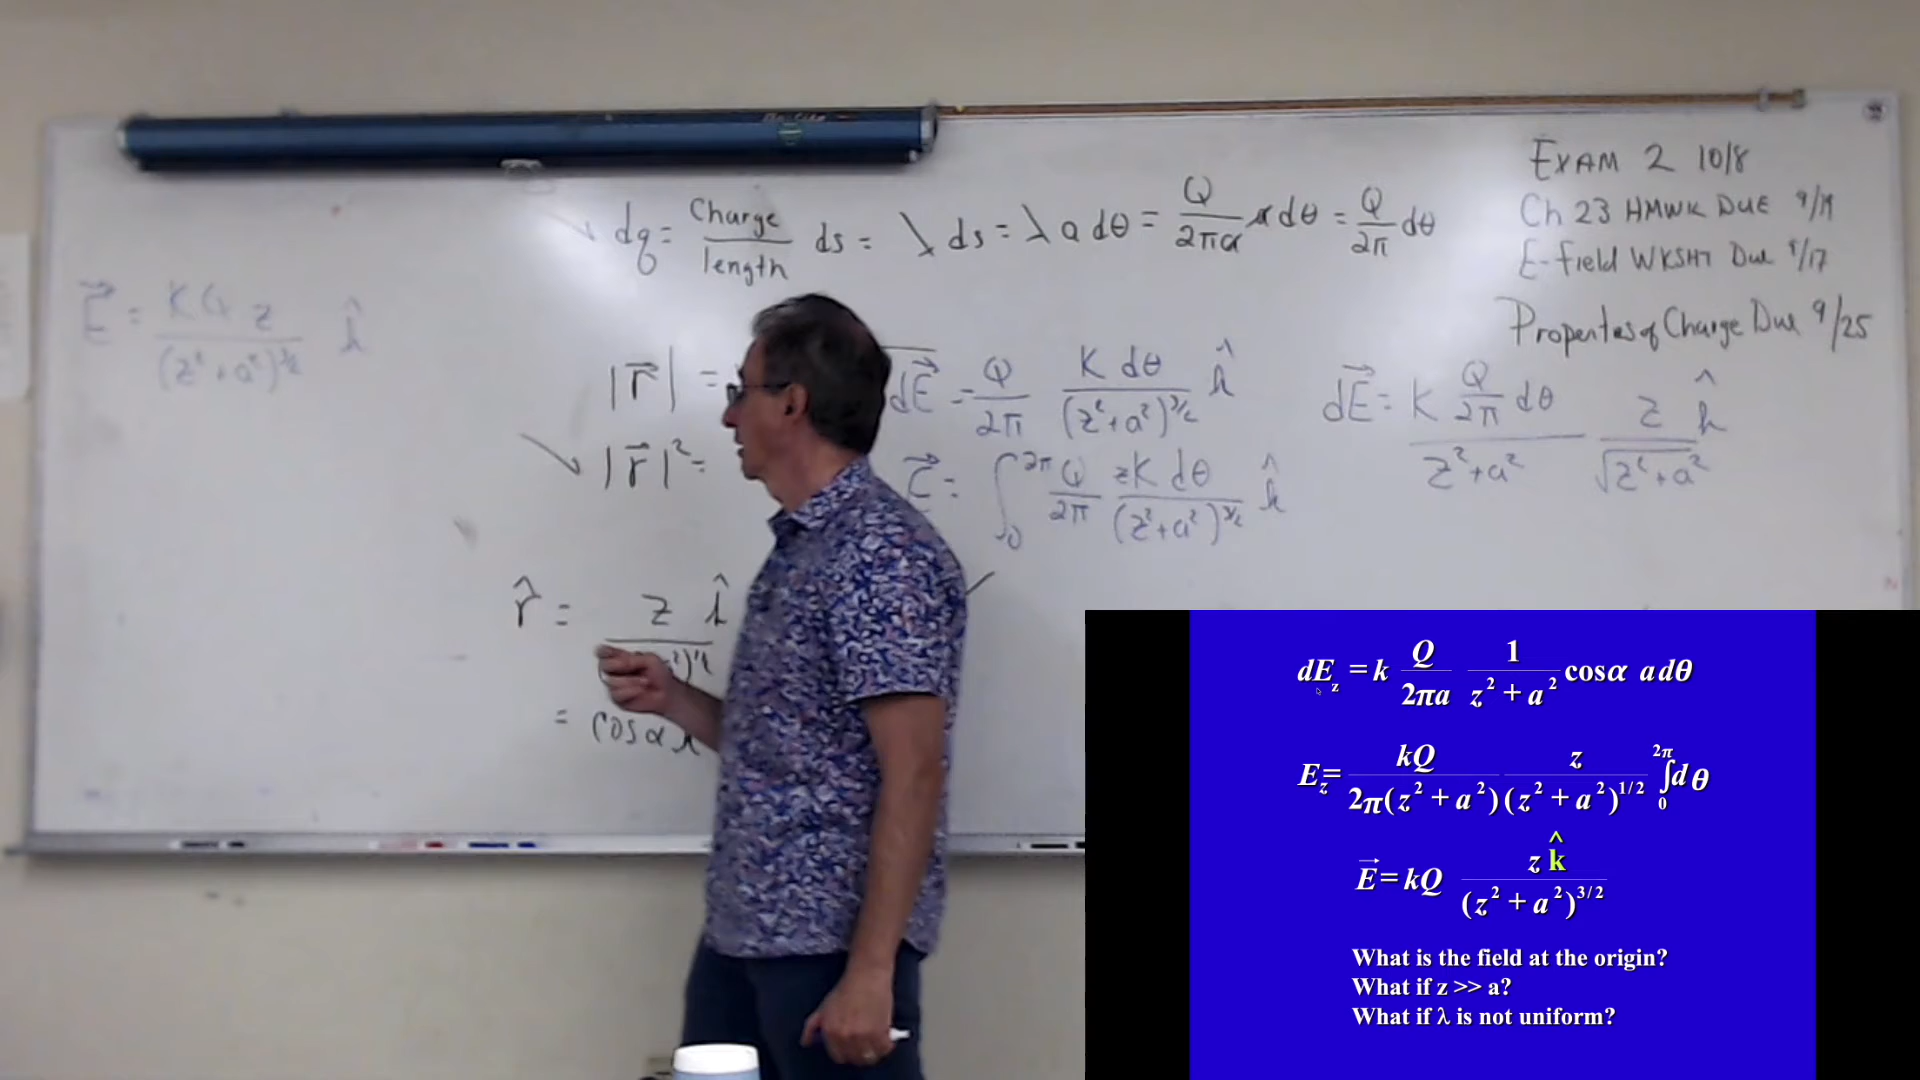 dq = Charge/length ds = λ ds = λ a dθ = Q/2πa a dθ = Q/2π dθ
EXAM 2 10/8
Ch 23 HMWK DUE 9/19
E-field WKSHT Due 9/17
Properties of Charge Due 9/25
E⃗ = KQ z/(z²+a²)^3/2 k̂
|r⃗| =
dE⃗ = Q/2π K dθ/(z²+a²)^3/2 k̂
dE⃗ = K Q/2π dθ/z²+a² z k̂/√z²+a²
|r⃗|² =
E⃗ = ∫₀^2π Q/2π zK dθ/(z²+a²)^3/2 k̂
r̂ = z k̂
= cosα k
dE_z = k Q/2πa 1/z² + a² cosα a dθ
E_z = kQ/2π(z² + a²) z/(z² + a²)^1/2 ∫₀^2π dθ
E⃗ = kQ z k̂/(z² + a²)^3/2
What is the field at the origin?
What if z >> a?
What if λ is not uniform?